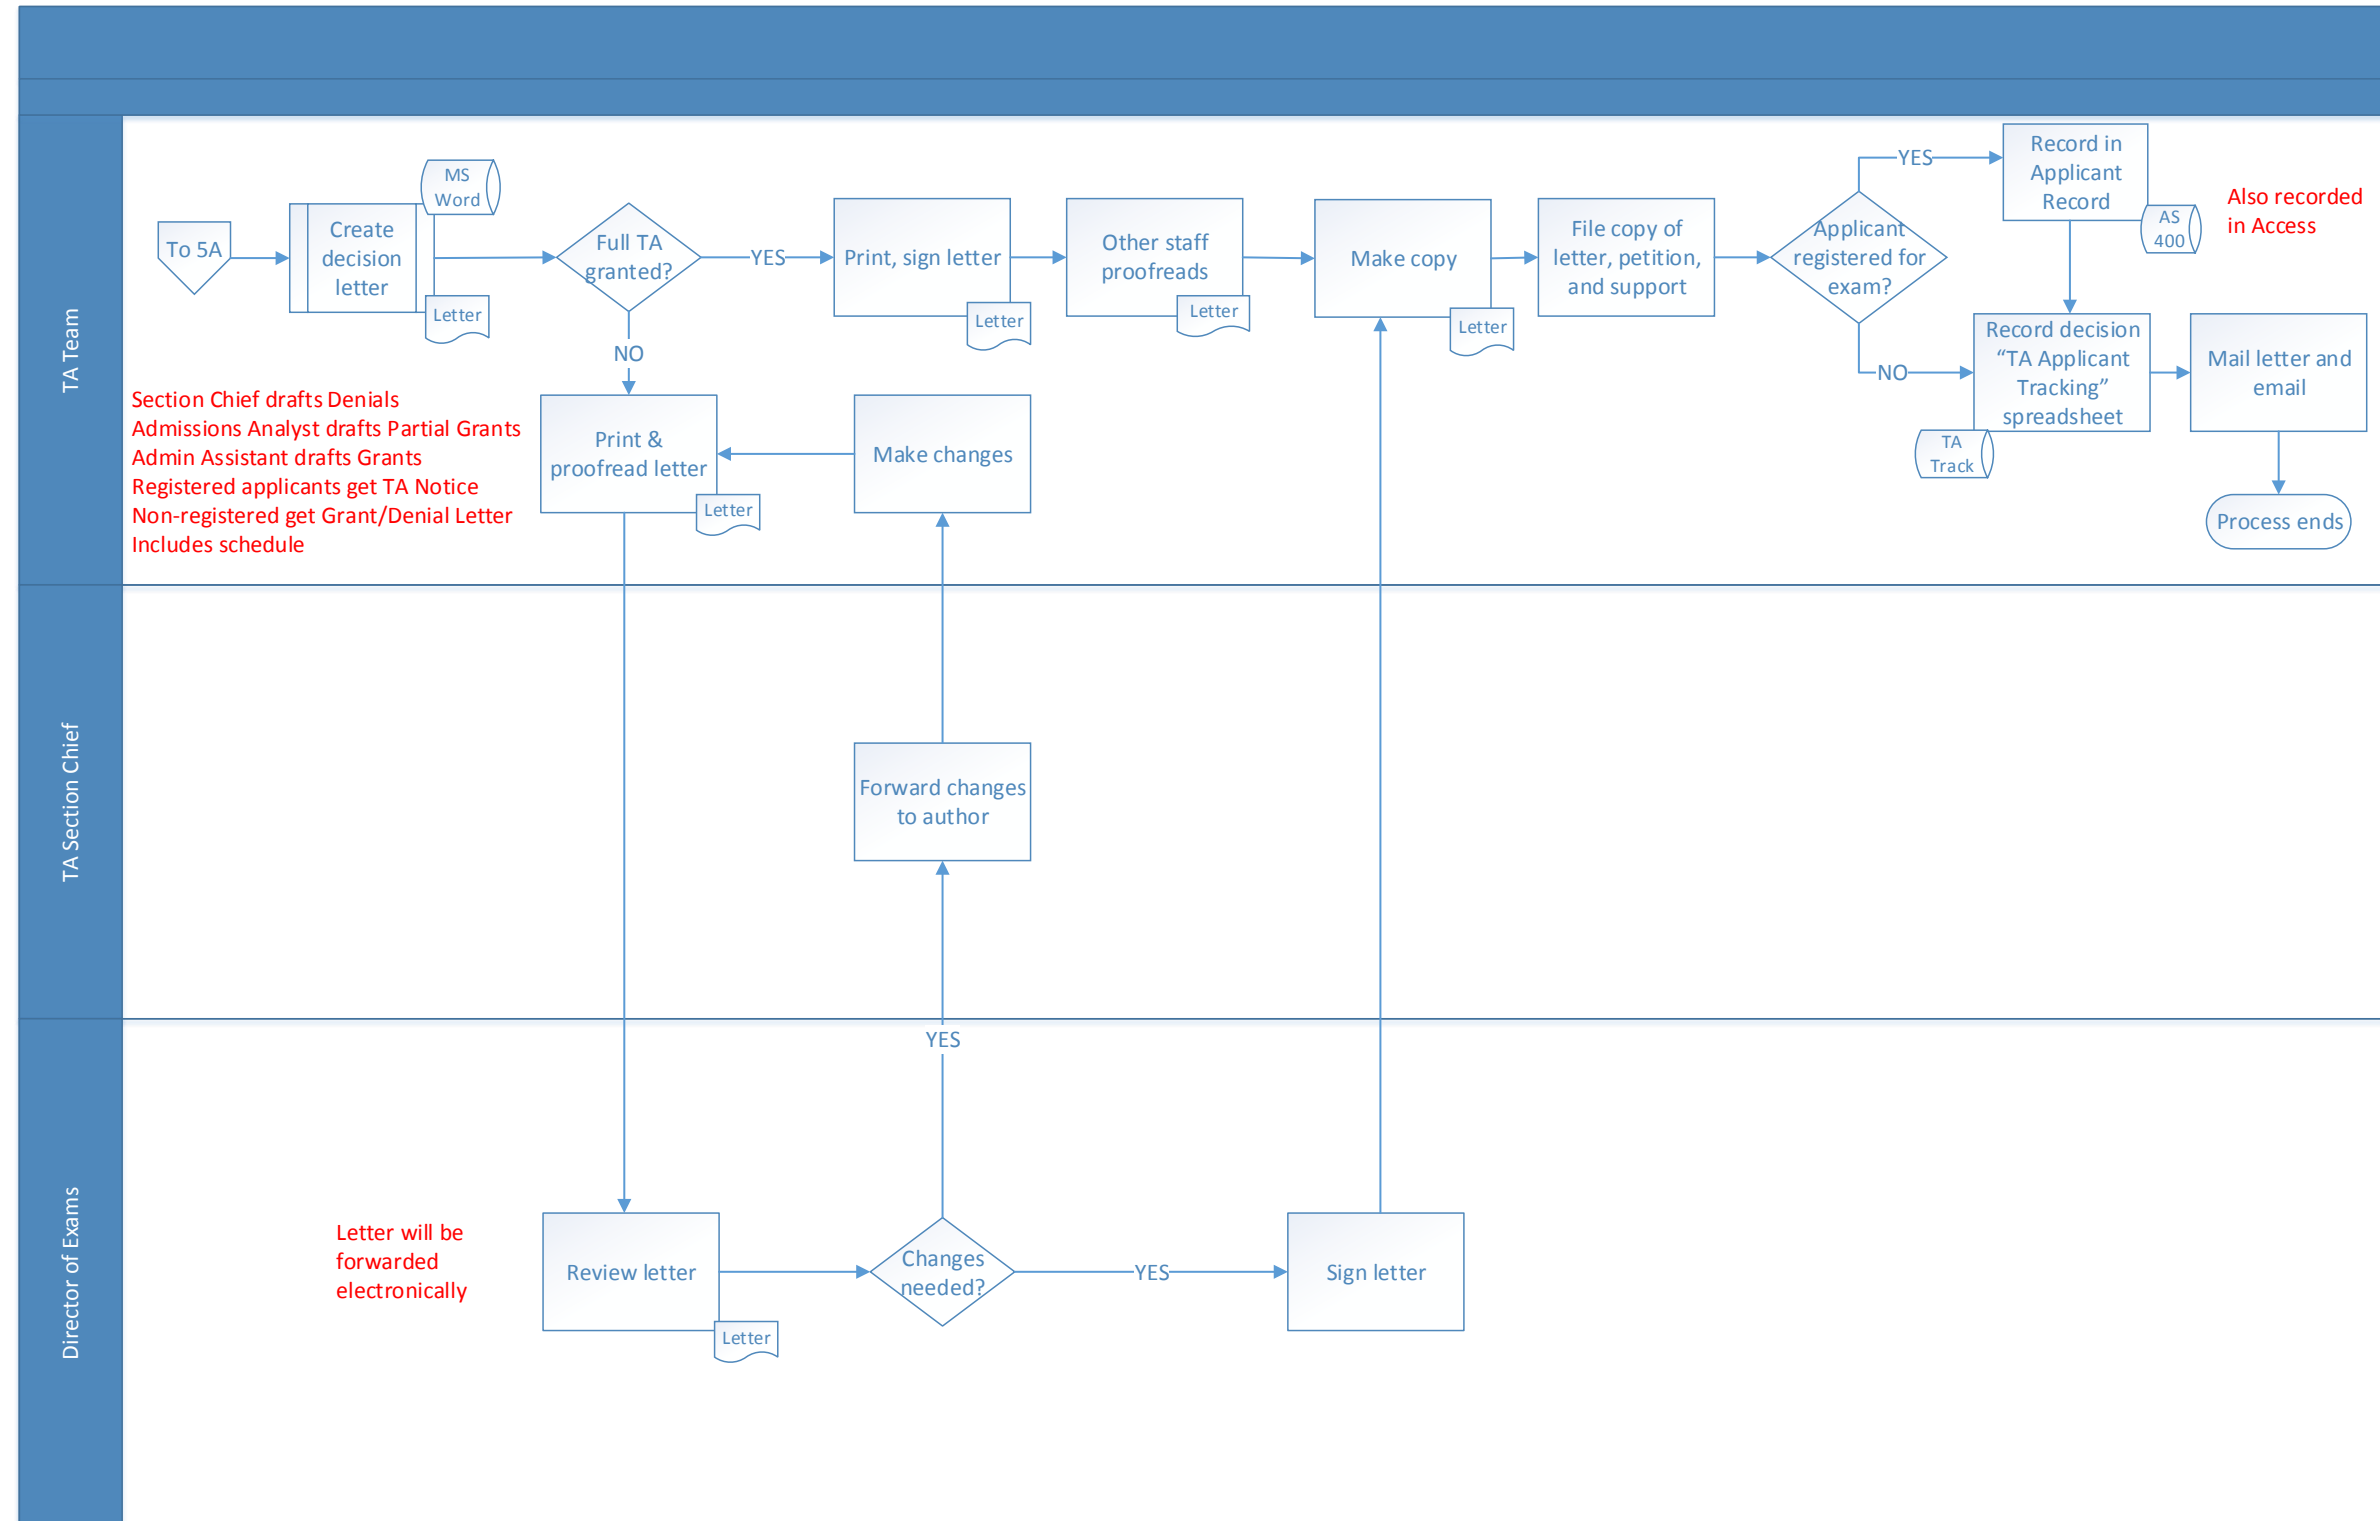 TA Team
To 5A
Create
decision
letter
MS
Word
Letter
Full TA
granted?
YES
NO
Print, sign letter
Letter
Other staff
proofreads
Letter
Make copy
Letter
File copy of
letter, petition,
and support
Applicant
registered for
exam?
YES
NO
Record in
Applicant
Record
AS
400
Also recorded
in Access
Record decision
“TA Applicant
Tracking”
spreadsheet
TA
Track
Mail letter and
email
Process ends
Section Chief drafts Denials
Admissions Analyst drafts Partial Grants
Admin Assistant drafts Grants
Registered applicants get TA Notice
Non-registered get Grant/Denial Letter
Includes schedule
Print &
proofread letter
Letter
Make changes
TA Section Chief
Forward changes
to author
Director of Exams
YES
Letter will be
forwarded
electronically
Review letter
Letter
Changes
needed?
YES
Sign letter